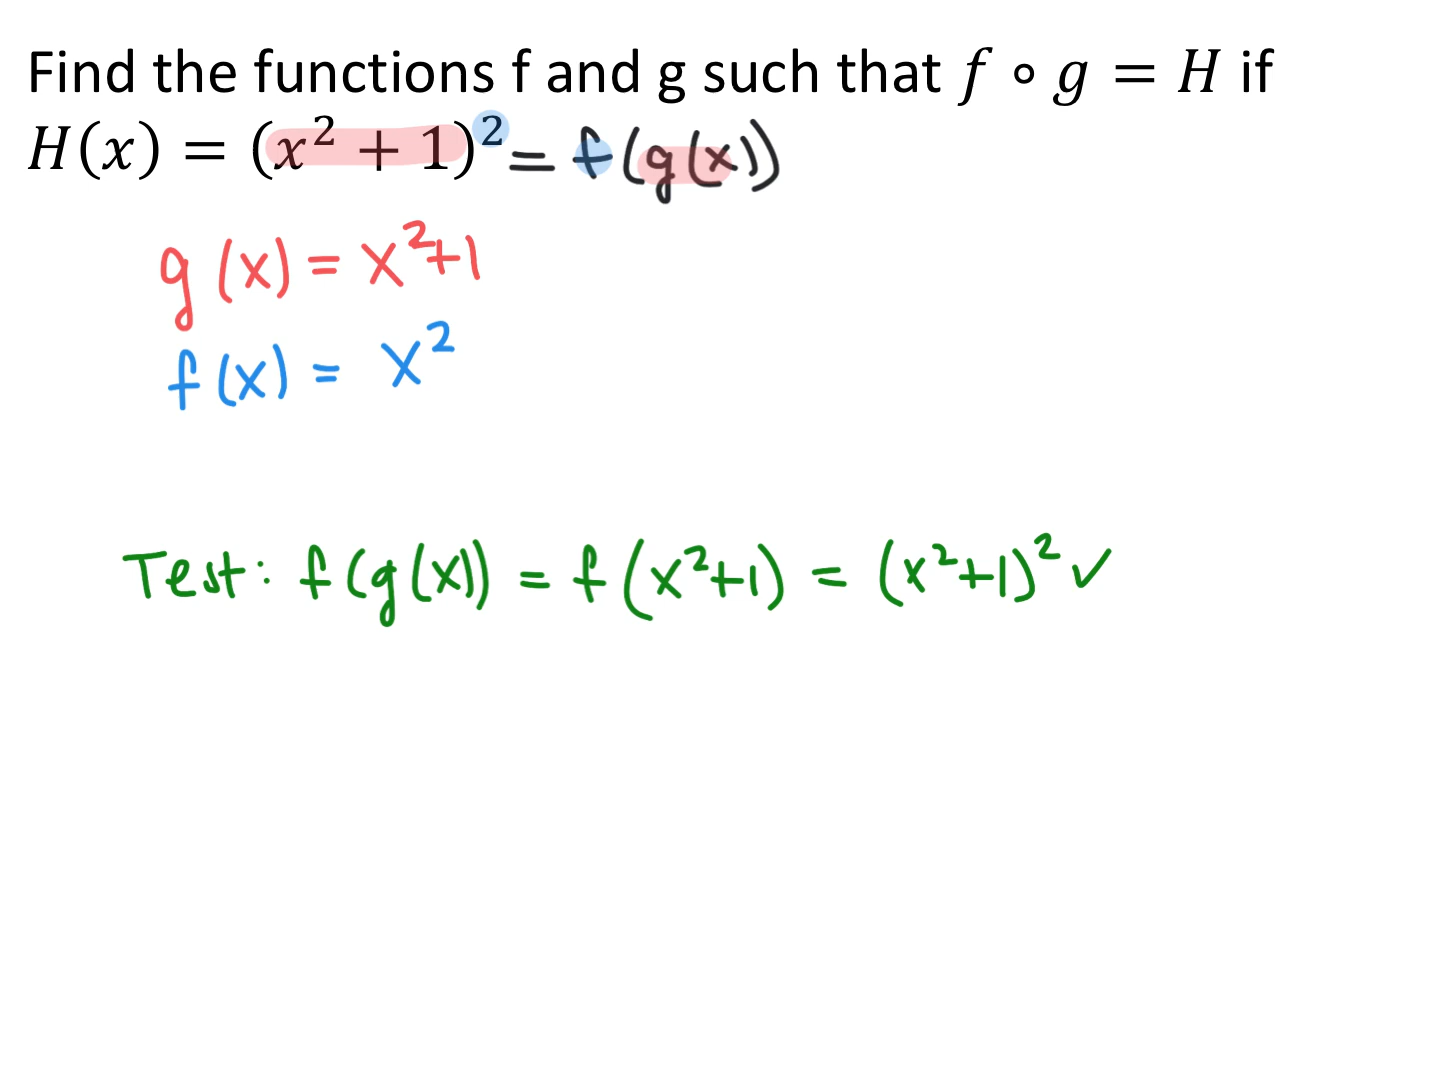 Find the functions f and g such that f ∘ g = H if
H(x) = (x² + 1)² = f(g(x))
g(x) = x²+1
f(x) = x²
Test: f(g(x)) = f(x²+1) = (x²+1)² ✓